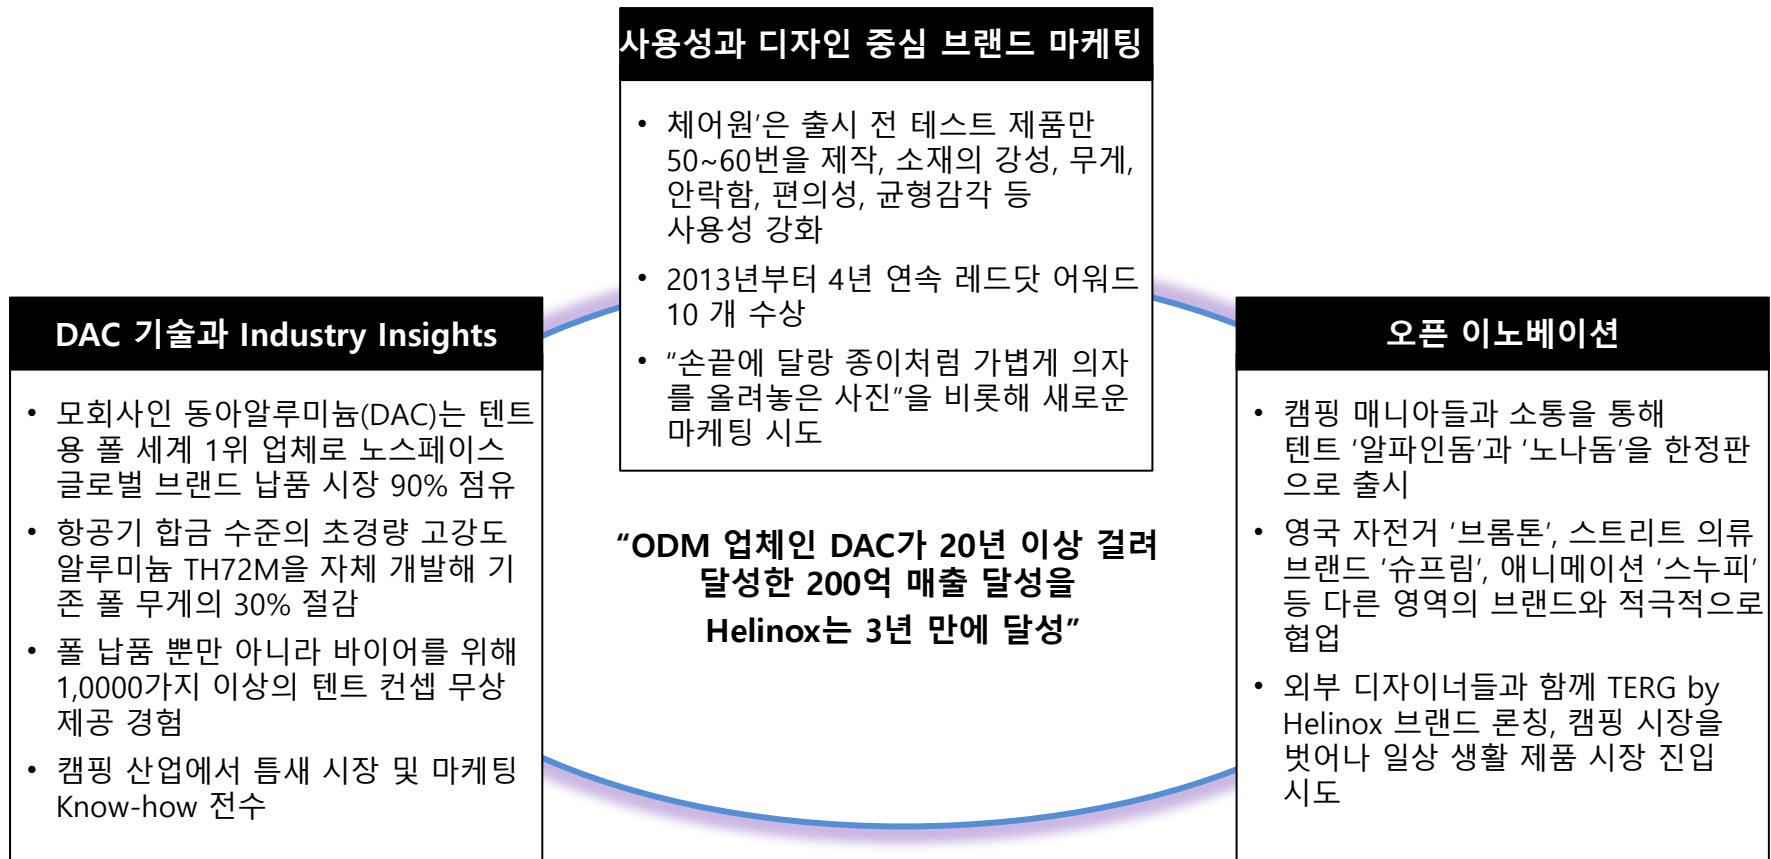 사용성과 디자인 중심 브랜드 마케팅
• 체어원’은 출시 전 테스트 제품만
50~60번을 제작, 소재의 강성, 무게,
안락함, 편의성, 균형감각 등
사용성 강화
• 2013년부터 4년 연속 레드닷 어워드
10 개 수상
• “손끝에 달랑 종이처럼 가볍게 의자
를 올려놓은 사진”을 비롯해 새로운
마케팅 시도
DAC 기술과 Industry Insights
• 모회사인 동아알루미늄(DAC)는 텐트
용 폴 세계 1위 업체로 노스페이스
글로벌 브랜드 납품 시장 90% 점유
• 항공기 합금 수준의 초경량 고강도
알루미늄 TH72M을 자체 개발해 기
존 폴 무게의 30% 절감
• 폴 납품 뿐만 아니라 바이어를 위해
1,0000가지 이상의 텐트 컨셉 무상
제공 경험
• 캠핑 산업에서 틈새 시장 및 마케팅
Know-how 전수
“ODM 업체인 DAC가 20년 이상 걸려
달성한 200억 매출 달성을
Helinox는 3년 만에 달성”
오픈 이노베이션
• 캠핑 매니아들과 소통을 통해
텐트 ‘알파인돔’과 ‘노나돔’을 한정판
으로 출시
• 영국 자전거 ‘브롬톤’, 스트리트 의류
브랜드 ‘슈프림’, 애니메이션 ‘스누피’
등 다른 영역의 브랜드와 적극적으로
협업
• 외부 디자이너들과 함께 TERG by
Helinox 브랜드 론칭, 캠핑 시장을
벗어나 일상 생활 제품 시장 진입
시도